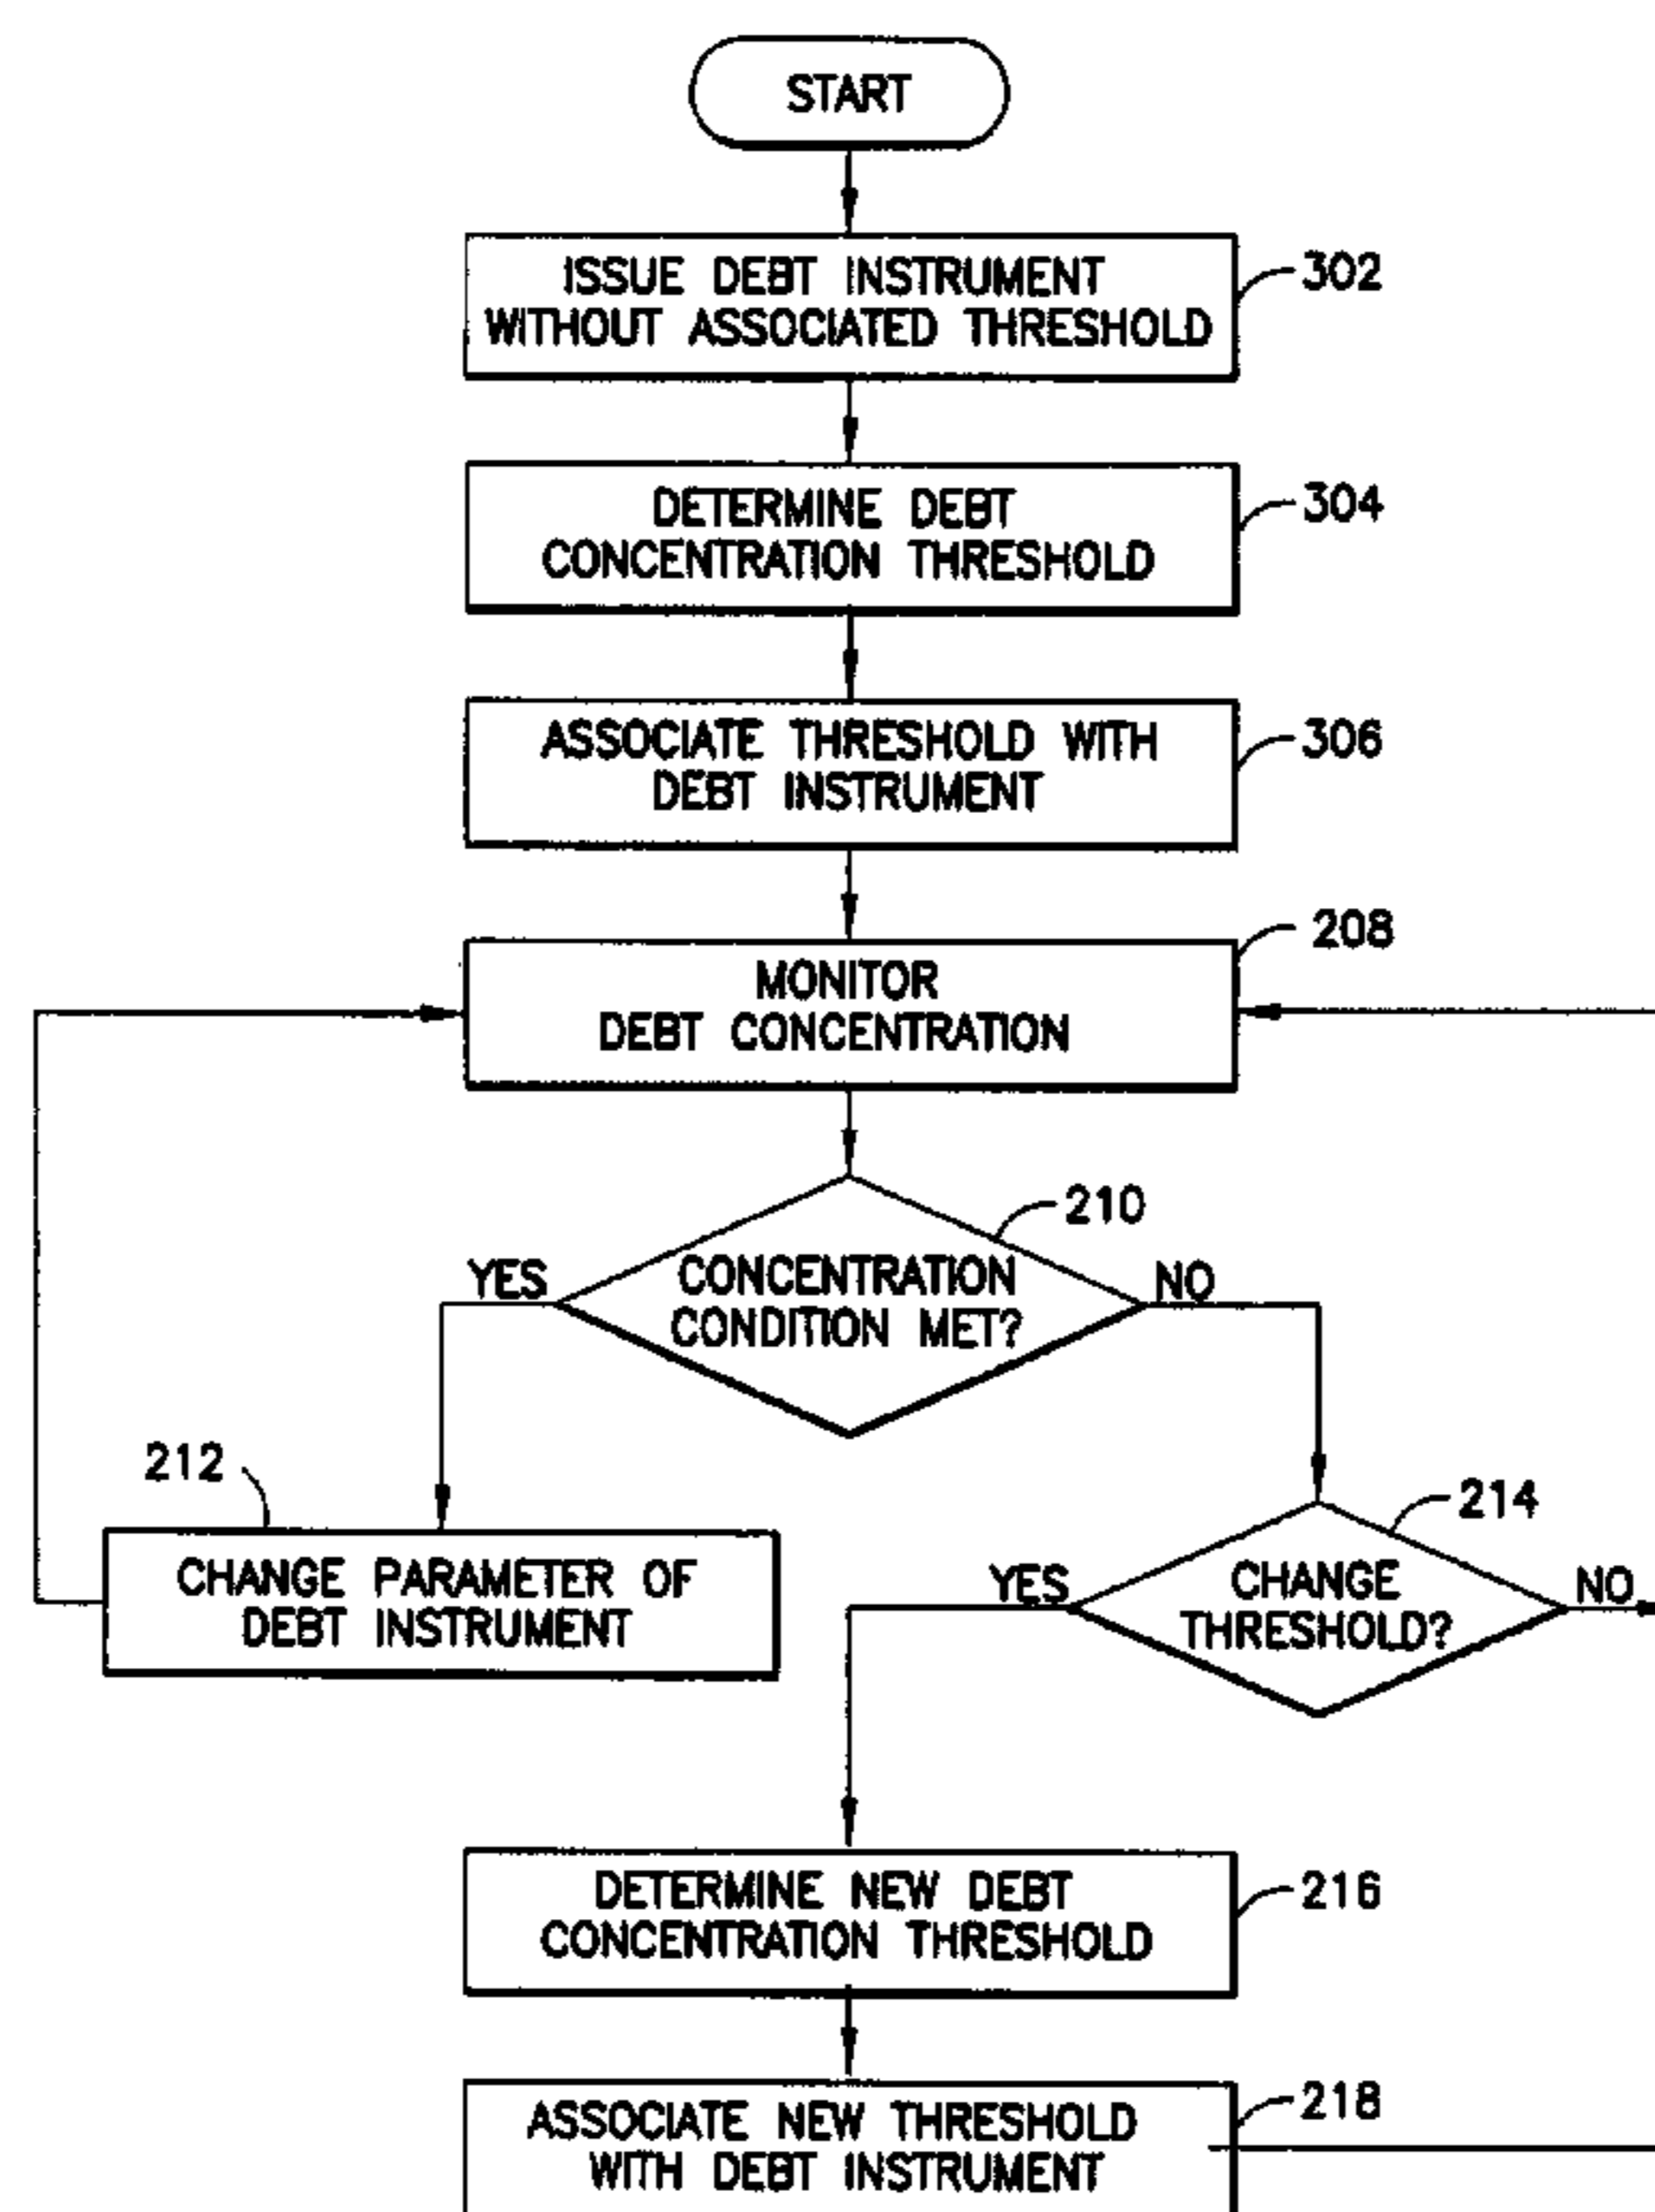 START
ISSUE DEBT INSTRUMENT
WITHOUT ASSOCIATED THRESHOLD
302
DETERMINE DEBT
CONCENTRATION THRESHOLD
304
ASSOCIATE THRESHOLD WITH
DEBT INSTRUMENT
306
208
MONITOR
DEBT CONCENTRATION
210
YES
CONCENTRATION
CONDITION MET?
NO
212
CHANGE PARAMETER OF
DEBT INSTRUMENT
214
YES
CHANGE
THRESHOLD?
NO
DETERMINE NEW DEBT
CONCENTRATION THRESHOLD
216
ASSOCIATE NEW THRESHOLD
WITH DEBT INSTRUMENT
218